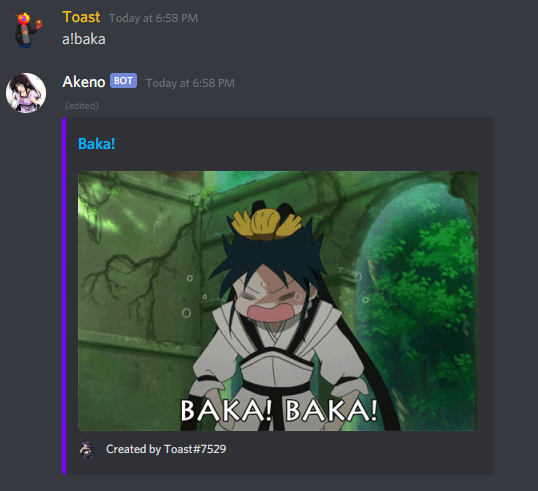 Toast Today at 6:58 PM
a!baka
Akeno BOT Today at 6:58 PM
(edited)
Baka!
BAKA! BAKA!
Created by Toast#7529